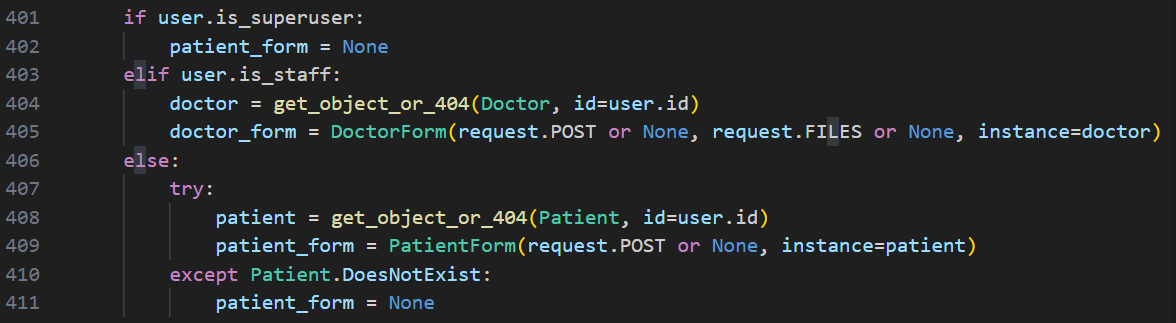 401 if user.is_superuser:
402 patient_form = None
403 elif user.is_staff:
404 doctor = get_object_or_404(Doctor, id=user.id)
405 doctor_form = DoctorForm(request.POST or None, request.FILES or None, instance=doctor)
406 else:
407 try:
408 patient = get_object_or_404(Patient, id=user.id)
409 patient_form = PatientForm(request.POST or None, instance=patient)
410 except Patient.DoesNotExist:
411 patient_form = None